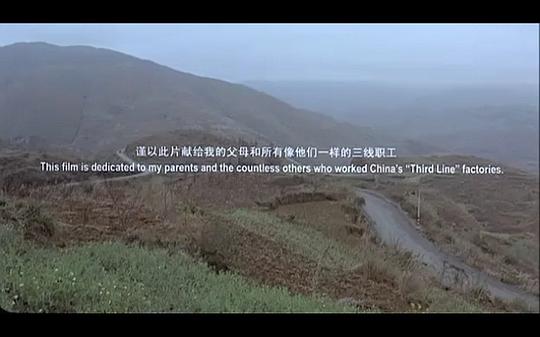 谨以此片献给我的父母和所有像他们一样的三线职工
This film is dedicated to my parents and the countless others who worked China's "Third Line" factories.